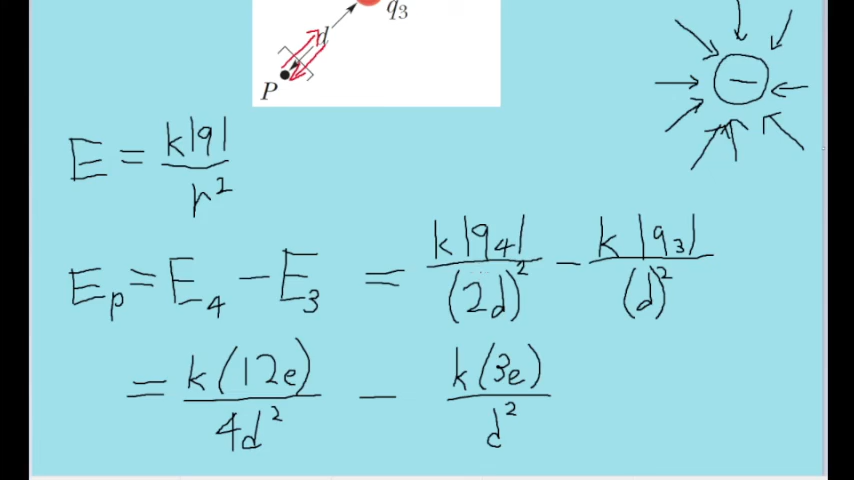 q₃
d
P
E = k|q| / r²
Eₚ = E₄ − E₃ = k|q₄| / (2d)² − k|q₃| / (d)²
= k(12e) / 4d² − k(3e) / d²
−